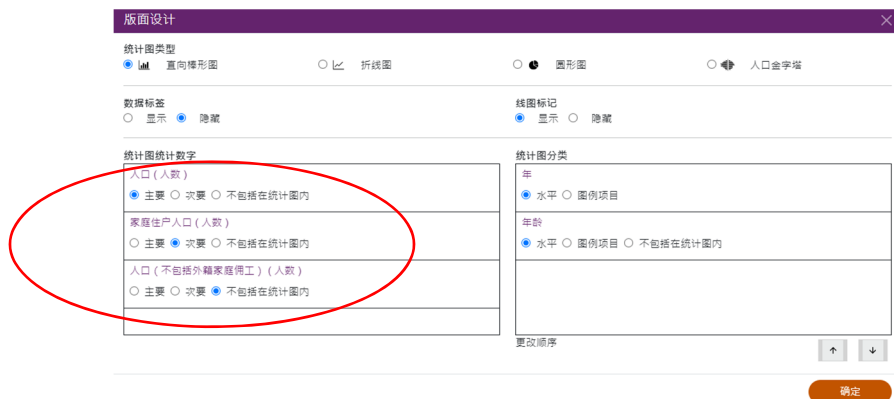 版面设计
统计图类型
直向棒形图 折线图 圆形图 人口金字塔
数据标签 线图标记
显示 隐藏 显示 隐藏
统计图统计数字
人口 ( 人数 )
主要 次要 不包括在统计图内
家庭住户人口 ( 人数 )
主要 次要 不包括在统计图内
人口 ( 不包括外籍家庭佣工 ) ( 人数 )
主要 次要 不包括在统计图内
统计图分类
年
水平 图例项目
年龄
水平 图例项目 不包括在统计图内
更改顺序
确定